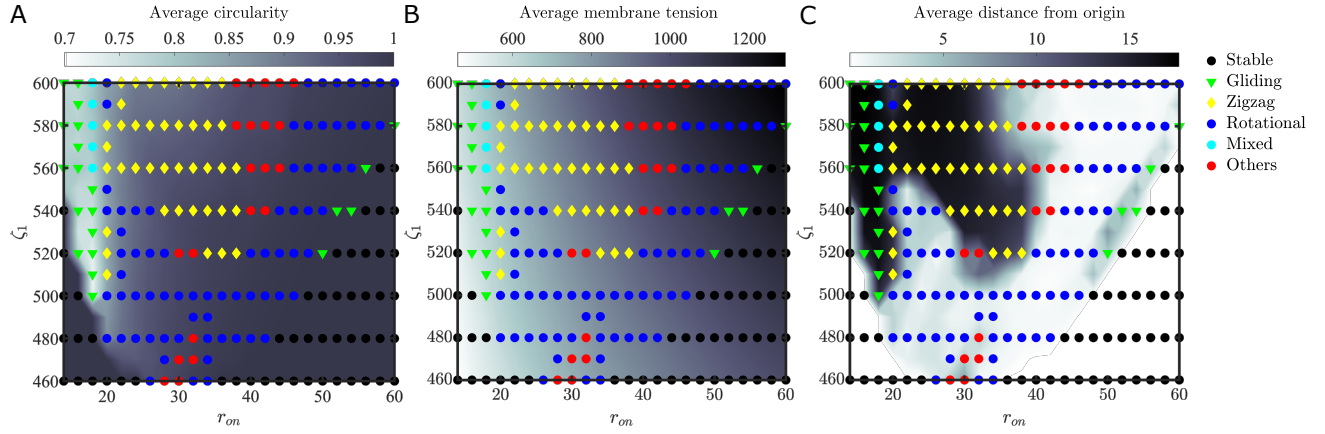 A
Average circularity
0.7 0.75 0.8 0.85 0.9 0.95 1
600
580
560
540
520
500
480
460
ζ1
20 30 40 50 60
r_on
B
Average membrane tension
600 800 1000 1200
600
580
560
540
520
500
480
460
ζ1
20 30 40 50 60
r_on
C
Average distance from origin
5 10 15
600
580
560
540
520
500
480
460
ζ1
20 30 40 50 60
r_on
Stable
Gliding
Zigzag
Rotational
Mixed
Others